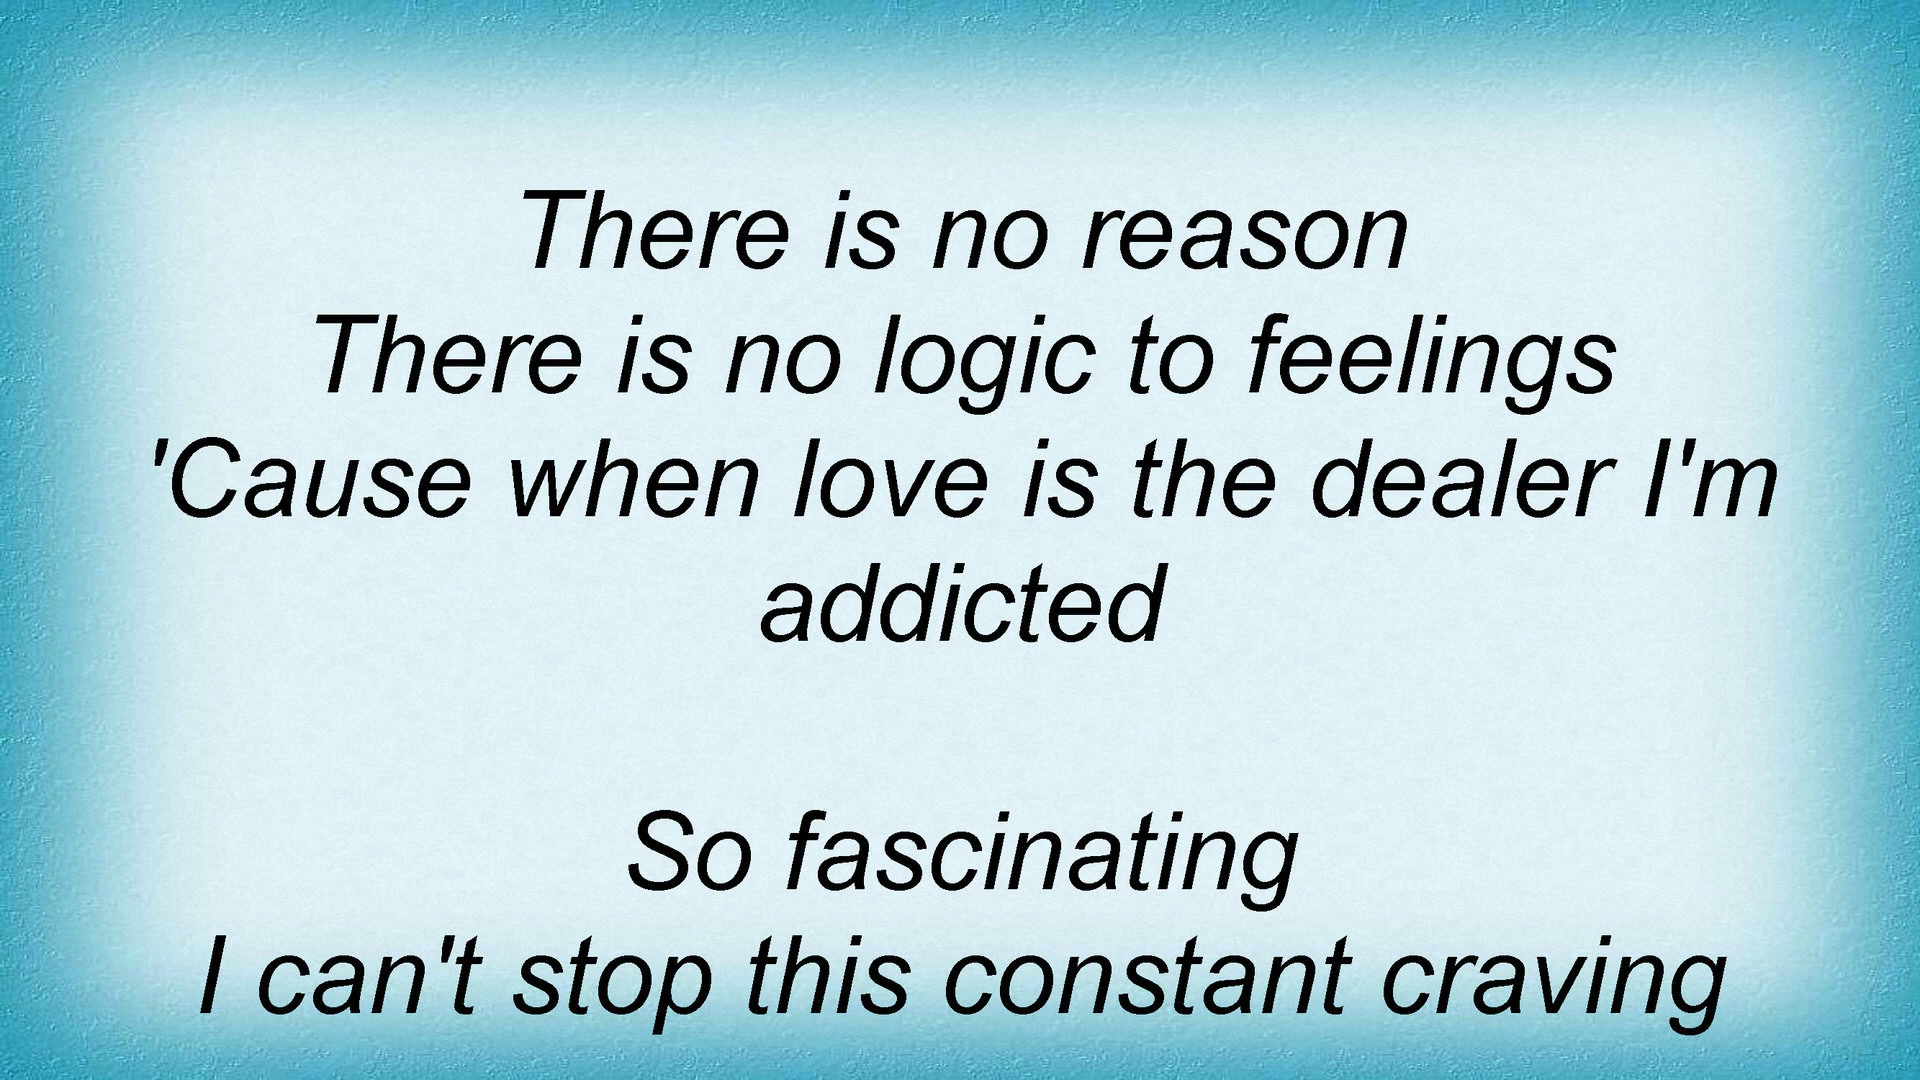 There is no reason
There is no logic to feelings
'Cause when love is the dealer I'm
addicted
So fascinating
I can't stop this constant craving